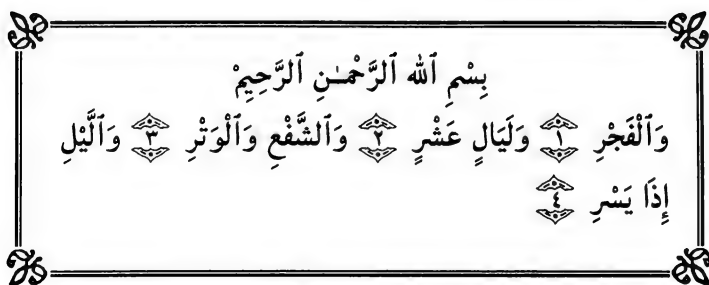 بِسْمِ ٱللَّه ٱلرَّحْمَـٰنِ ٱلرَّحِيمْ
وَٱلْفَجْرِ ١ وَلَيَالٍ عَشْرٍ ٢ وَٱلشَّفْعِ وَٱلْوَتْرِ ٣ وَٱلَّيْلِ
إِذَا يَسْرِ ٤